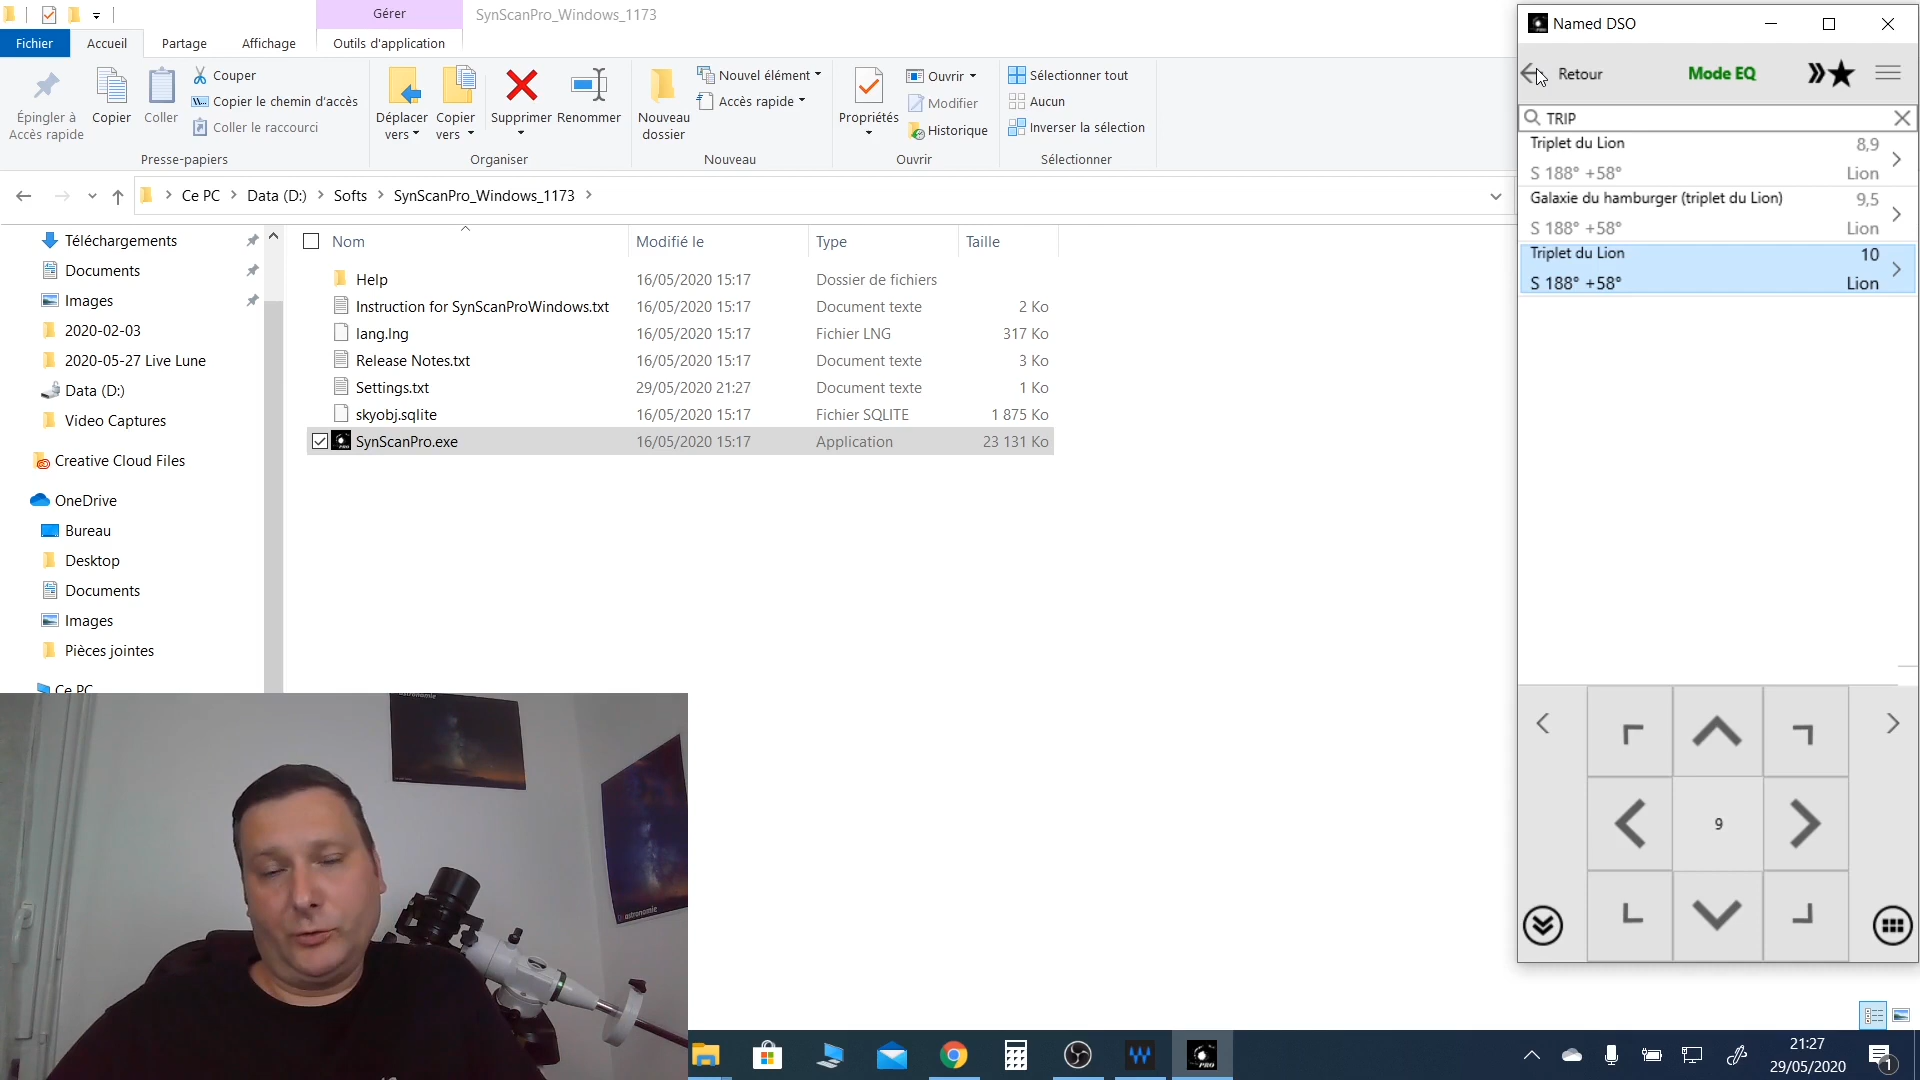 Gérer
SynScanPro_Windows_1173
Fichier
Accueil
Partage
Affichage
Outils d'application
Épingler à
Accès rapide
Copier
Coller
Couper
Copier le chemin d'accès
Coller le raccourci
Presse-papiers
Déplacer
vers
Copier
vers
Supprimer
Renommer
Organiser
Nouveau
dossier
Nouvel élément
Accès rapide
Nouveau
Propriétés
Ouvrir
Modifier
Historique
Ouvrir
Sélectionner tout
Aucun
Inverser la sélection
Sélectionner
Ce PC
Data (D:)
Softs
SynScanPro_Windows_1173
Téléchargements
Documents
Images
2020-02-03
2020-05-27 Live Lune
Data (D:)
Video Captures
Creative Cloud Files
OneDrive
Bureau
Desktop
Documents
Images
Pièces jointes
Ce PC
Nom
Modifié le
Type
Taille
Help 16/05/2020 15:17 Dossier de fichiers
Instruction for SynScanProWindows.txt 16/05/2020 15:17 Document texte 2 Ko
lang.lng 16/05/2020 15:17 Fichier LNG 317 Ko
Release Notes.txt 16/05/2020 15:17 Document texte 3 Ko
Settings.txt 29/05/2020 21:27 Document texte 1 Ko
skyobj.sqlite 16/05/2020 15:17 Fichier SQLITE 1 875 Ko
SynScanPro.exe 16/05/2020 15:17 Application 23 131 Ko
Named DSO
Retour
Mode EQ
TRIP
Triplet du Lion 8,9
S 188° +58° Lion
Galaxie du hamburger (triplet du Lion) 9,5
S 188° +58° Lion
Triplet du Lion 10
S 188° +58° Lion
9
astronomie
astronomie
PRO
21:27
29/05/2020
1